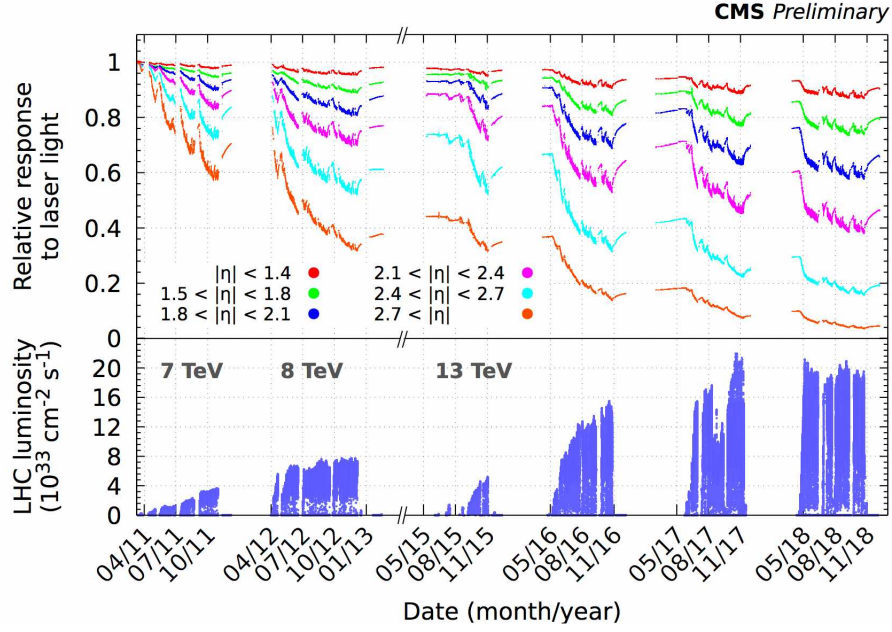 CMS Preliminary
Relative response
to laser light
1
0.8
0.6
0.4
0.2
0
|η| < 1.4
1.5 < |η| < 1.8
1.8 < |η| < 2.1
2.1 < |η| < 2.4
2.4 < |η| < 2.7
2.7 < |η|
LHC luminosity
(10³³ cm⁻² s⁻¹)
20
16
12
8
4
0
7 TeV
8 TeV
13 TeV
04/11
07/11
10/11
04/12
07/12
10/12
01/13
05/15
08/15
11/15
05/16
08/16
11/16
05/17
08/17
11/17
05/18
08/18
11/18
Date (month/year)